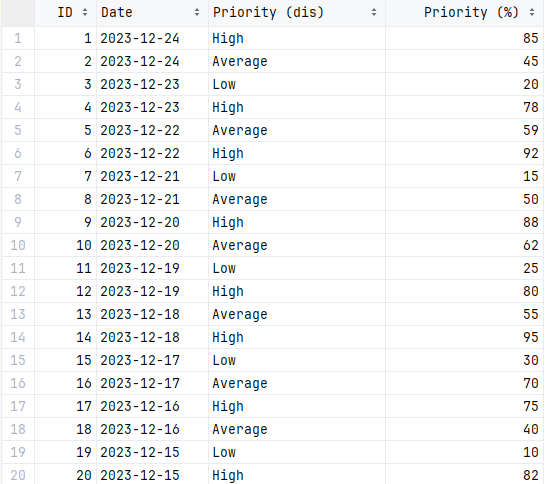 ID Date Priority (dis) Priority (%)
1 1 2023-12-24 High 85
2 2 2023-12-24 Average 45
3 3 2023-12-23 Low 20
4 4 2023-12-23 High 78
5 5 2023-12-22 Average 59
6 6 2023-12-22 High 92
7 7 2023-12-21 Low 15
8 8 2023-12-21 Average 50
9 9 2023-12-20 High 88
10 10 2023-12-20 Average 62
11 11 2023-12-19 Low 25
12 12 2023-12-19 High 80
13 13 2023-12-18 Average 55
14 14 2023-12-18 High 95
15 15 2023-12-17 Low 30
16 16 2023-12-17 Average 70
17 17 2023-12-16 High 75
18 18 2023-12-16 Average 40
19 19 2023-12-15 Low 10
20 20 2023-12-15 High 82